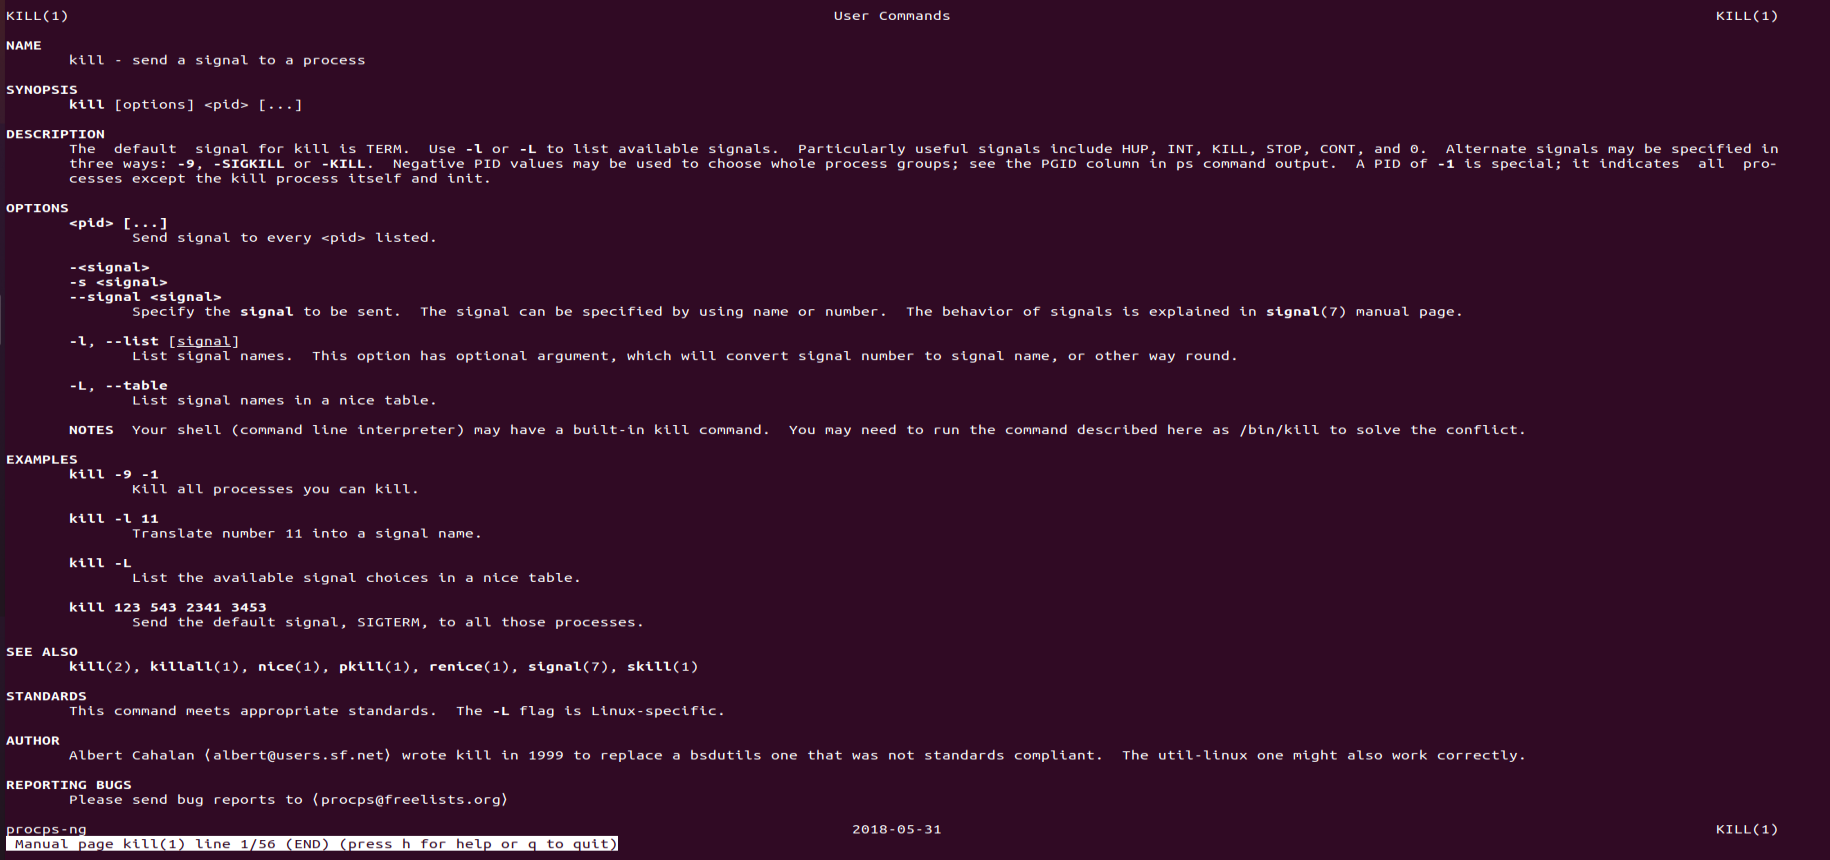 KILL(1) User Commands KILL(1)
NAME
kill - send a signal to a process
SYNOPSIS
kill [options] <pid> [...]
DESCRIPTION
The default signal for kill is TERM. Use -l or -L to list available signals. Particularly useful signals include HUP, INT, KILL, STOP, CONT, and 0. Alternate signals may be specified in
three ways: -9, -SIGKILL or -KILL. Negative PID values may be used to choose whole process groups; see the PGID column in ps command output. A PID of -1 is special; it indicates all pro-
cesses except the kill process itself and init.
OPTIONS
<pid> [...]
Send signal to every <pid> listed.
-<signal>
-s <signal>
--signal <signal>
Specify the signal to be sent. The signal can be specified by using name or number. The behavior of signals is explained in signal(7) manual page.
-l, --list [signal]
List signal names. This option has optional argument, which will convert signal number to signal name, or other way round.
-L, --table
List signal names in a nice table.
NOTES Your shell (command line interpreter) may have a built-in kill command. You may need to run the command described here as /bin/kill to solve the conflict.
EXAMPLES
kill -9 -1
Kill all processes you can kill.
kill -l 11
Translate number 11 into a signal name.
kill -L
List the available signal choices in a nice table.
kill 123 543 2341 3453
Send the default signal, SIGTERM, to all those processes.
SEE ALSO
kill(2), killall(1), nice(1), pkill(1), renice(1), signal(7), skill(1)
STANDARDS
This command meets appropriate standards. The -L flag is Linux-specific.
AUTHOR
Albert Cahalan ⟨albert@users.sf.net⟩ wrote kill in 1999 to replace a bsdutils one that was not standards compliant. The util-linux one might also work correctly.
REPORTING BUGS
Please send bug reports to ⟨procps@freelists.org⟩
procps-ng 2018-05-31 KILL(1)
Manual page kill(1) line 1/56 (END) (press h for help or q to quit)